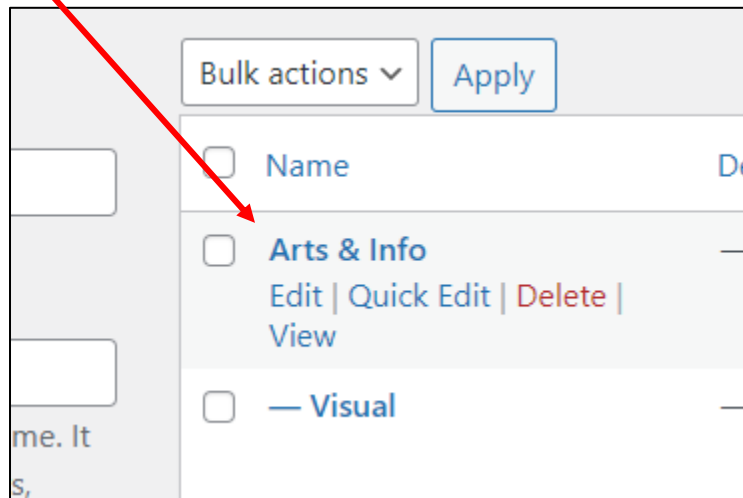 Bulk actions Apply
Name De
Arts & Info —
Edit | Quick Edit | Delete |
View
— Visual —
me. It
s,